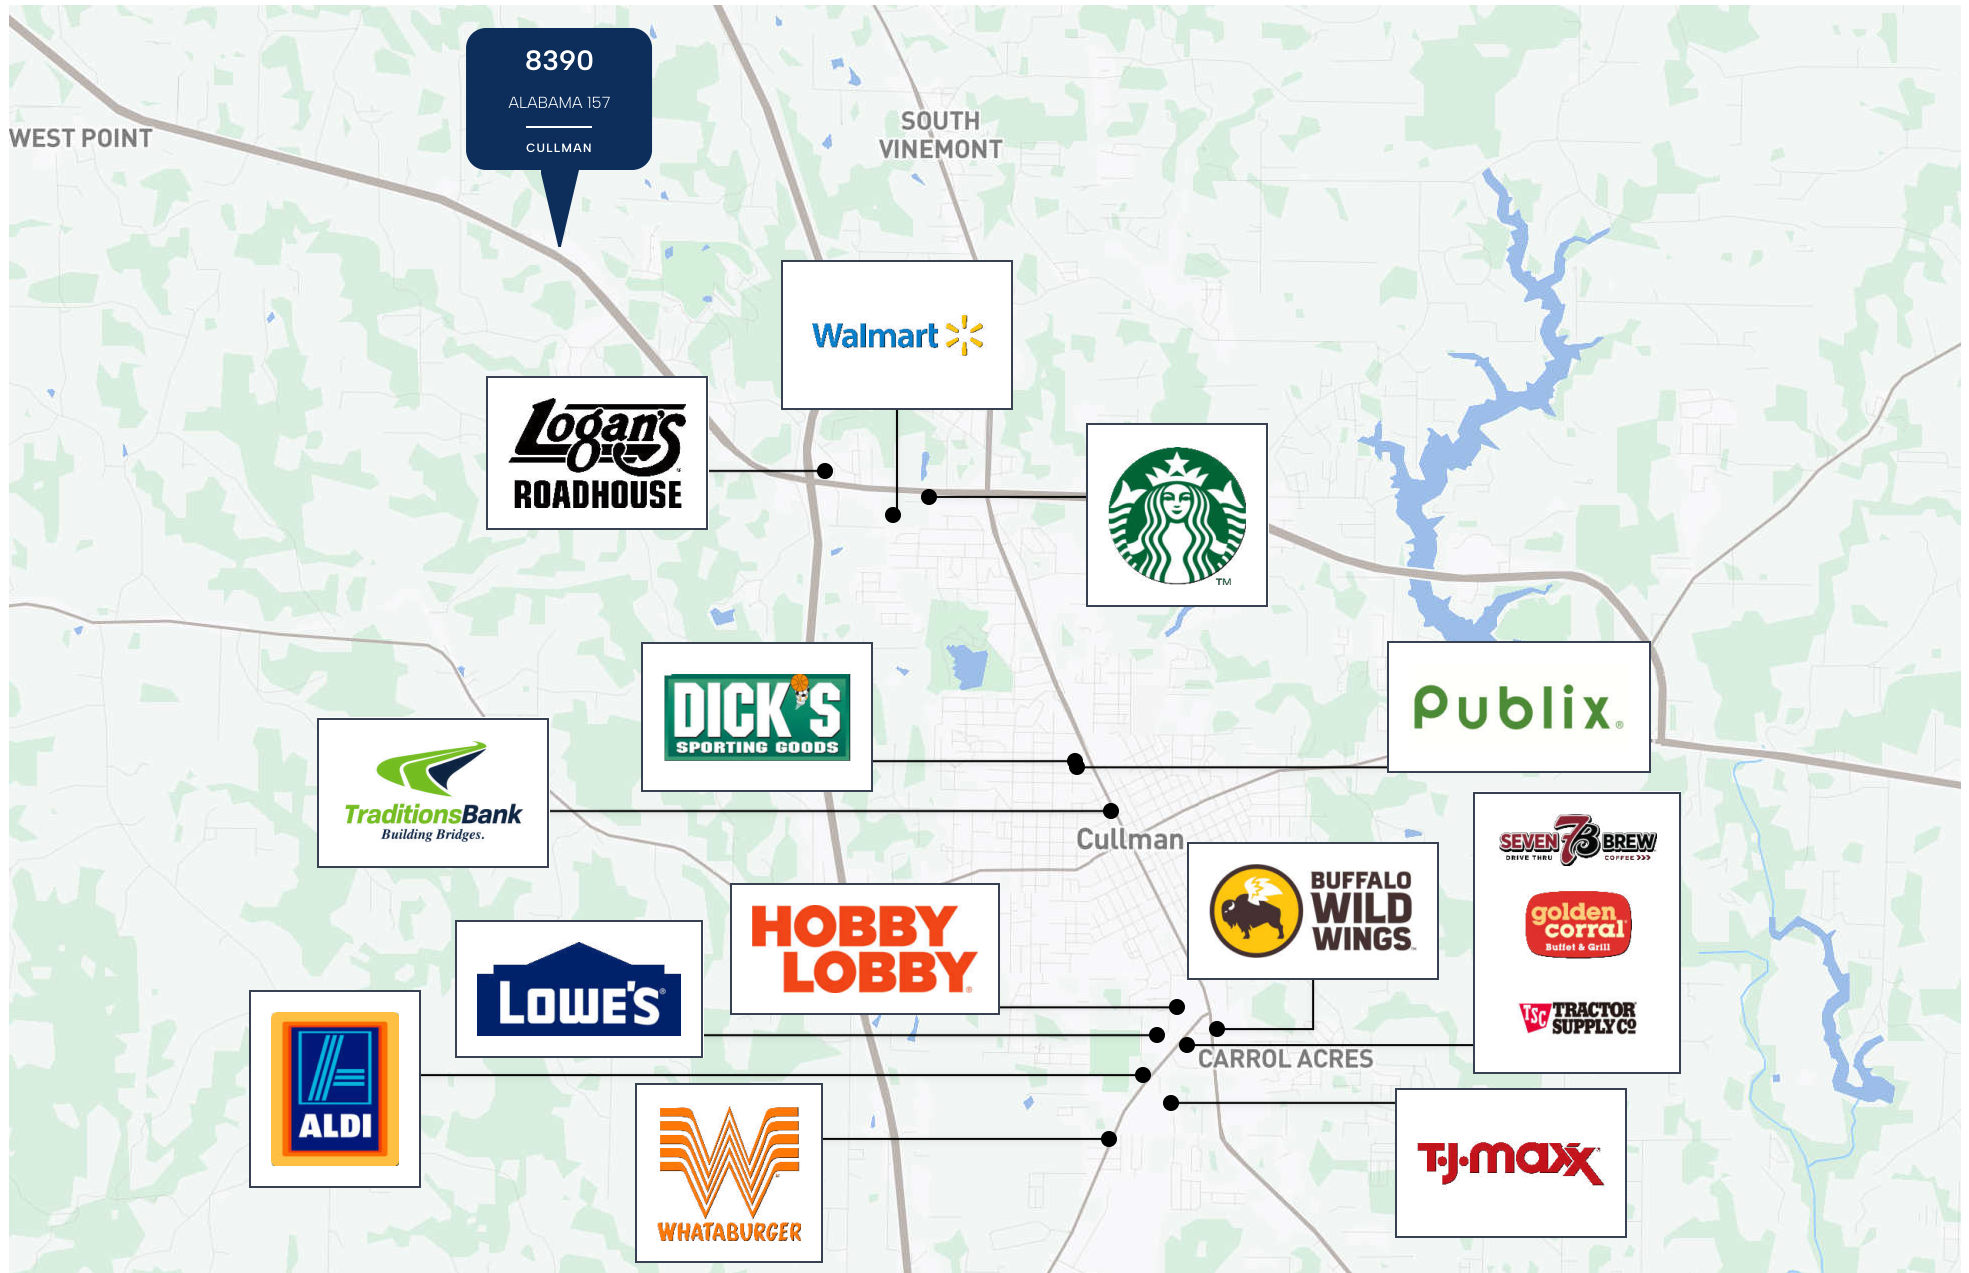 8390
ALABAMA 157
CULLMAN
WEST POINT
SOUTH
VINEMONT
Walmart
Logan's
ROADHOUSE
TM
DICK'S
SPORTING GOODS
Publix®
TraditionsBank
Building Bridges.
Cullman
SEVEN 7B BREW
DRIVE THRU COFFEE >>>
BUFFALO
WILD
WINGS
golden
corral
Buffet & Grill
HOBBY
LOBBY®
LOWE'S®
TSC TRACTOR
SUPPLY CO
CARROL ACRES
ALDI
W
WHATABURGER
T·J·maxx